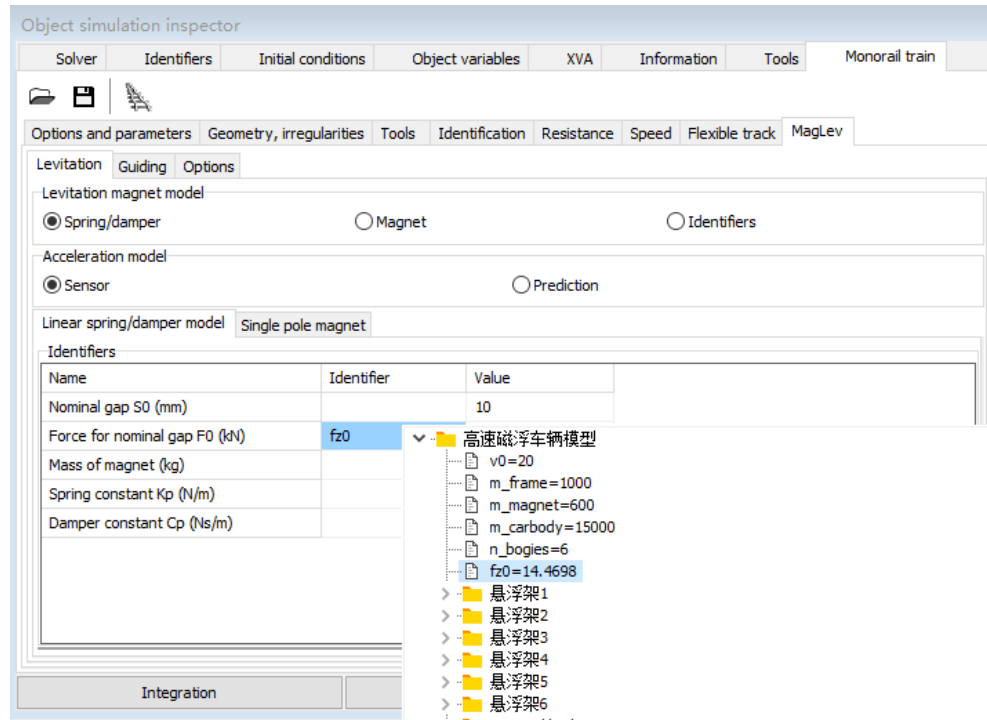 Object simulation inspector
Solver Identifiers Initial conditions Object variables XVA Information Tools Monorail train
Options and parameters Geometry, irregularities Tools Identification Resistance Speed Flexible track MagLev
Levitation Guiding Options
Levitation magnet model
Spring/damper Magnet Identifiers
Acceleration model
Sensor Prediction
Linear spring/damper model Single pole magnet
Identifiers
Name Identifier Value
Nominal gap S0 (mm) 10
Force for nominal gap F0 (kN) fz0
Mass of magnet (kg)
Spring constant Kp (N/m)
Damper constant Cp (Ns/m)
高速磁浮车辆模型
v0=20
m_frame=1000
m_magnet=600
m_carbody=15000
n_bogies=6
fz0=14.4698
悬浮架1
悬浮架2
悬浮架3
悬浮架4
悬浮架5
悬浮架6
Integration